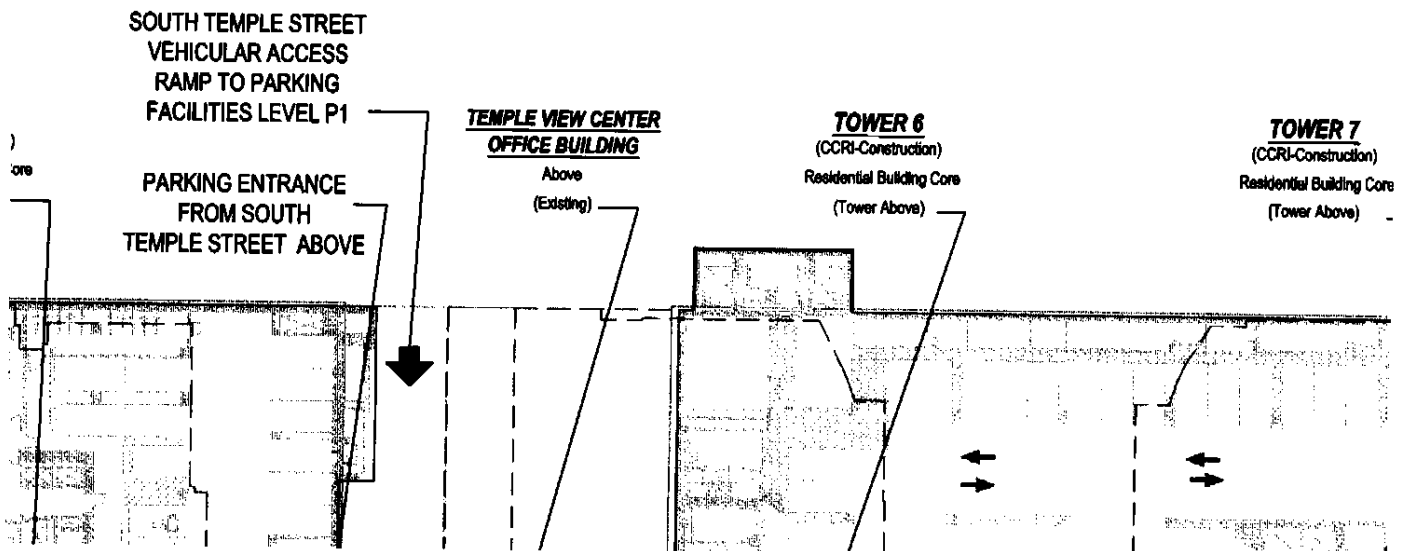 SOUTH TEMPLE STREET
VEHICULAR ACCESS
RAMP TO PARKING
FACILITIES LEVEL P1
PARKING ENTRANCE
FROM SOUTH
TEMPLE STREET ABOVE
)
ore
TEMPLE VIEW CENTER
OFFICE BUILDING
Above
(Existing)
TOWER 6
(CCRI-Construction)
Residential Building Core
(Tower Above)
TOWER 7
(CCRI-Construction)
Residential Building Core
(Tower Above)